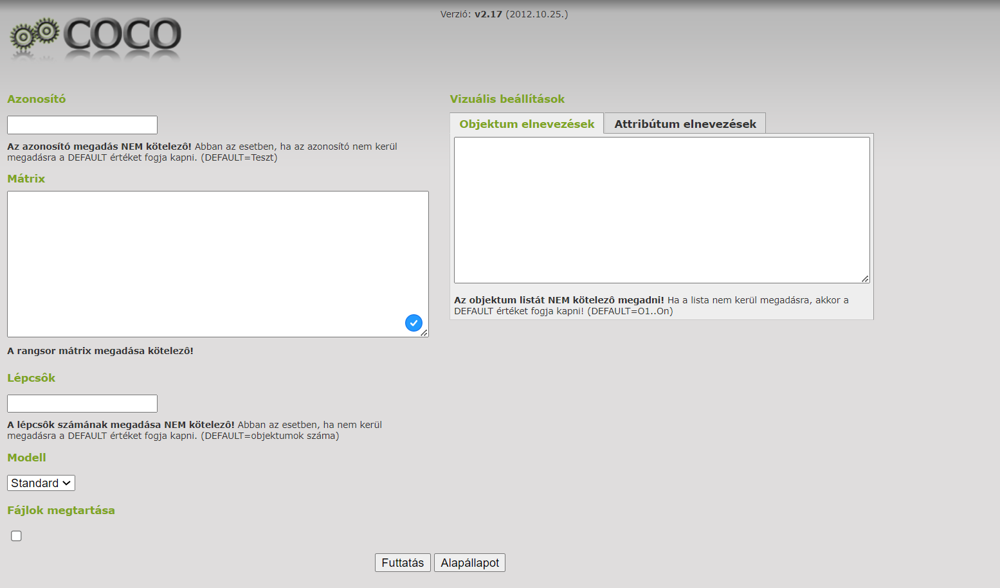 COCO
Verzió: v2.17 (2012.10.25.)
Azonosító
Az azonosító megadás NEM kötelezô! Abban az esetben, ha az azonosító nem kerül
megadásra a DEFAULT értéket fogja kapni. (DEFAULT=Teszt)
Mátrix
A rangsor mátrix megadása kötelezô!
Lépcsôk
A lépcsôk számának megadása NEM kötelezô! Abban az esetben, ha nem kerül
megadásra a DEFAULT értéket fogja kapni. (DEFAULT=objektumok száma)
Modell
Standard
Fájlok megtartása
Vizuális beállítások
Objektum elnevezések
Attribútum elnevezések
Az objektum listát NEM kötelezô megadni! Ha a lista nem kerül megadásra, akkor a
DEFAULT értéket fogja kapni! (DEFAULT=O1..On)
Futtatás
Alapállapot